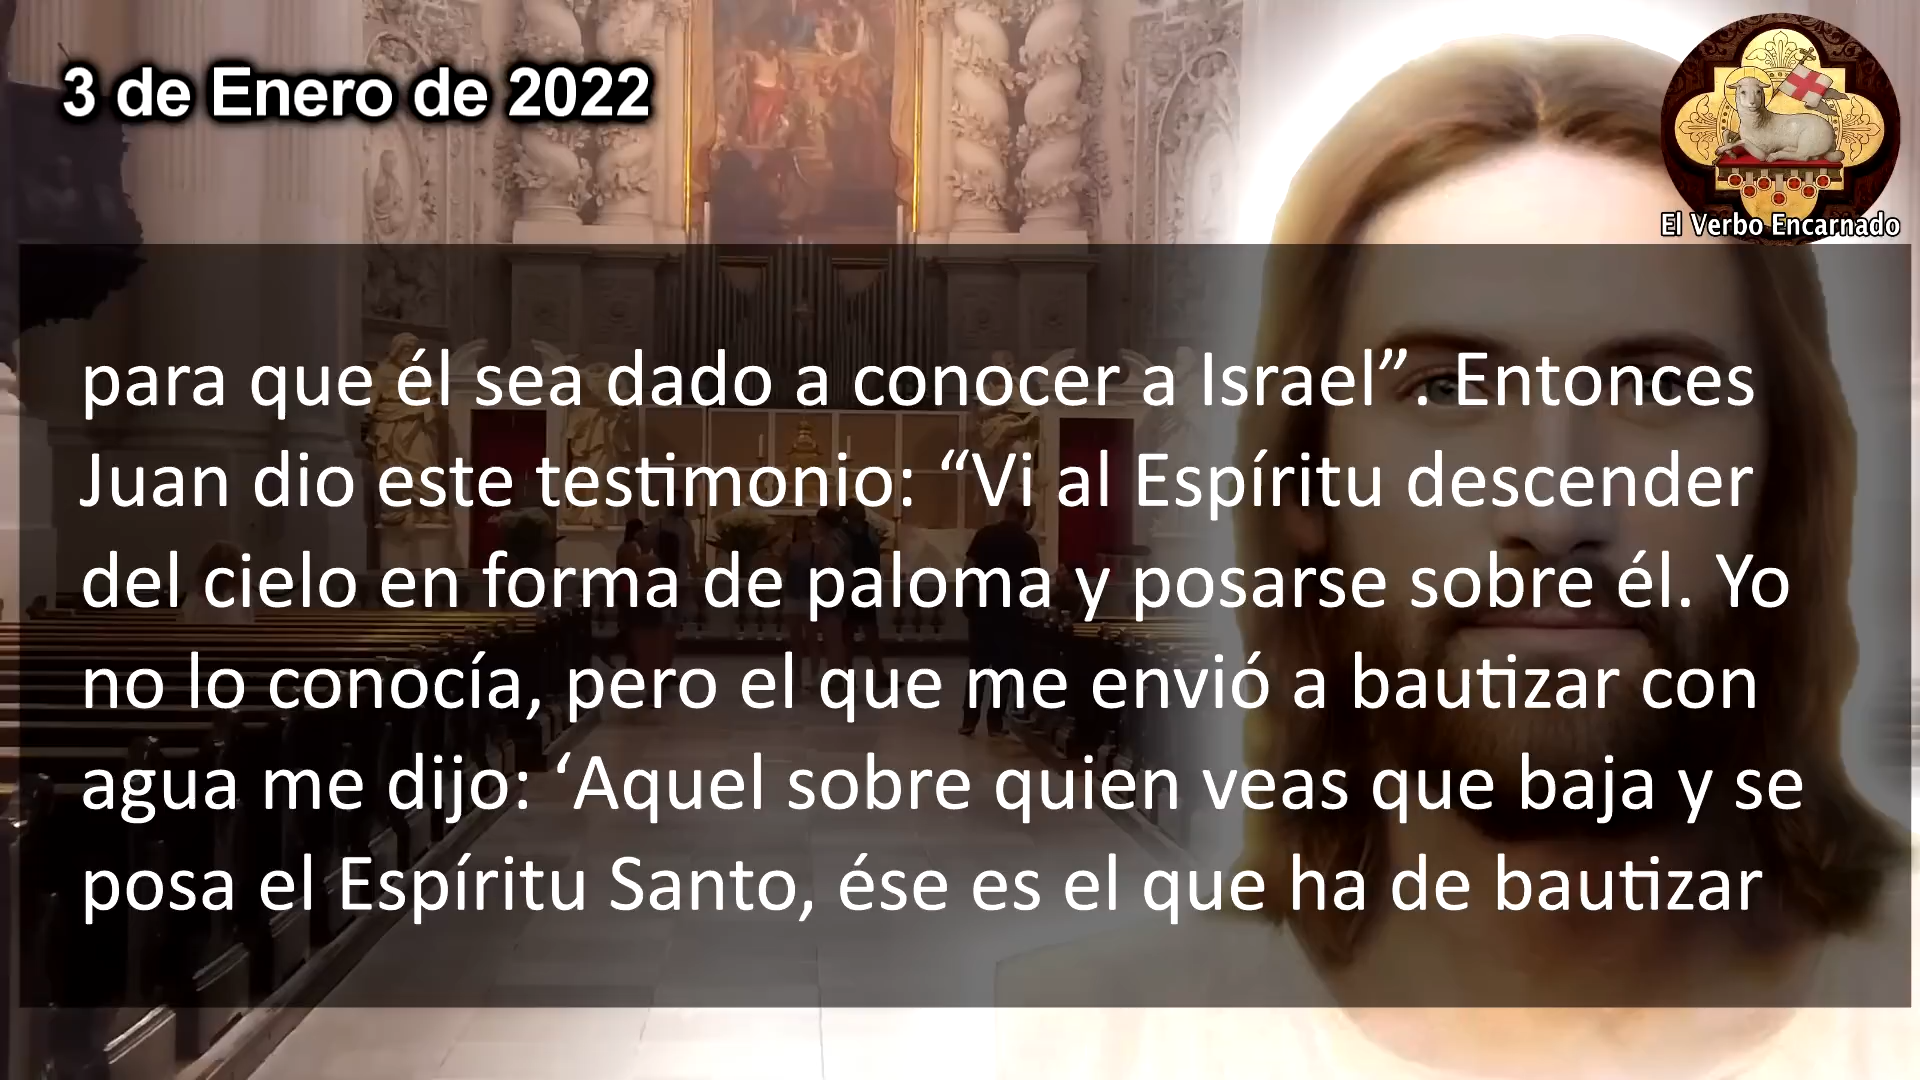 3 de Enero de 2022
El Verbo Encarnado
para que él sea dado a conocer a Israel”. Entonces
Juan dio este testimonio: “Vi al Espíritu descender
del cielo en forma de paloma y posarse sobre él. Yo
no lo conocía, pero el que me envió a bautizar con
agua me dijo: ‘Aquel sobre quien veas que baja y se
posa el Espíritu Santo, ése es el que ha de bautizar